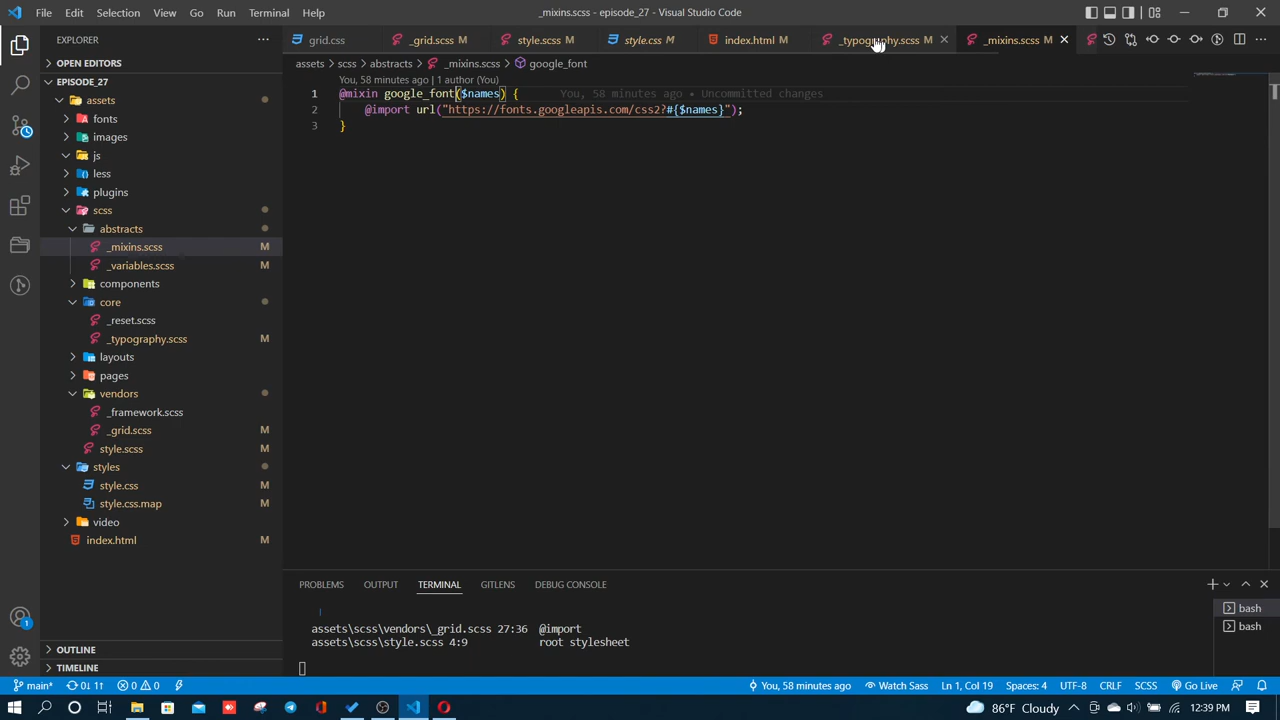 File Edit Selection View Go Run Terminal Help
_mixins.scss - episode_27 - Visual Studio Code
EXPLORER
grid.css
_grid.scss M
style.scss M
style.css M
index.html M
_typography.scss M
_mixins.scss M
OPEN EDITORS
assets > scss > abstracts > _mixins.scss > google_font
EPISODE_27
You, 58 minutes ago | 1 author (You)
assets
1 @mixin google_font($names) { You, 58 minutes ago • Uncommitted changes
2 @import url("https://fonts.googleapis.com/css2?#{$names}");
3 }
fonts
images
js
less
plugins
scss
abstracts
_mixins.scss M
_variables.scss M
components
core
_reset.scss
_typography.scss M
layouts
pages
vendors
_framework.scss
_grid.scss M
style.scss M
styles
style.css M
style.css.map M
video
index.html M
OUTLINE
TIMELINE
PROBLEMS OUTPUT TERMINAL GITLENS DEBUG CONSOLE
bash
bash
assets\scss\vendors\_grid.scss 27:36 @import
assets\scss\style.scss 4:9 root stylesheet
1
main* 0↓ 1↑ 0 0
You, 58 minutes ago Watch Sass Ln 1, Col 19 Spaces: 4 UTF-8 CRLF SCSS Go Live
86°F Cloudy 12:39 PM